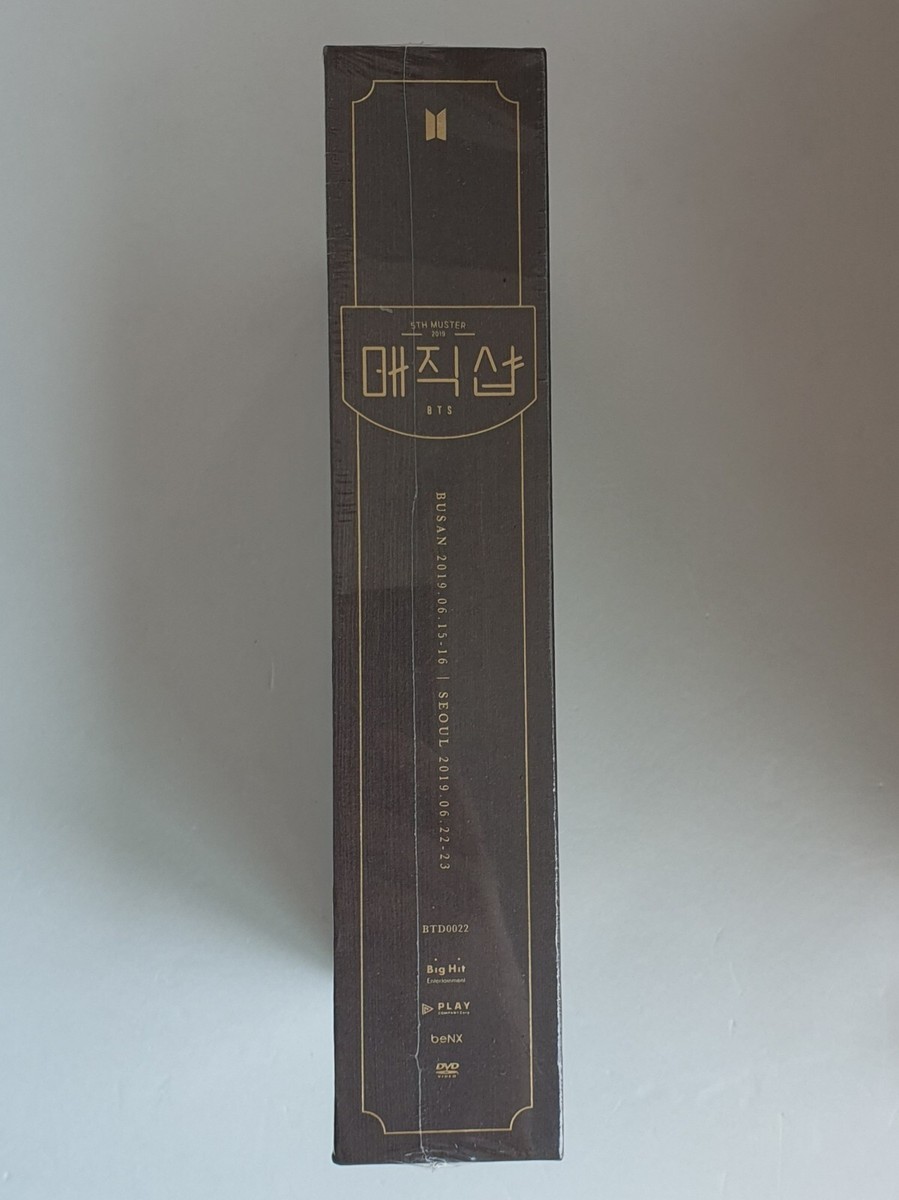 5TH MUSTER
2019
매직샵
BTS
BUSAN 2019.06.15-16 | SEOUL 2019.06.22-23
BTD0022
Big Hit
Entertainment
PLAY
beNX
DVD
VIDEO